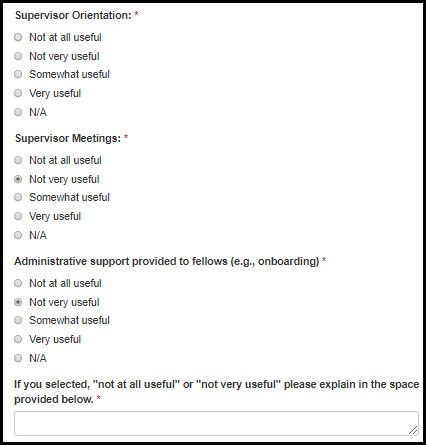 Supervisor Orientation: *
Not at all useful
Not very useful
Somewhat useful
Very useful
N/A
Supervisor Meetings: *
Not at all useful
Not very useful
Somewhat useful
Very useful
N/A
Administrative support provided to fellows (e.g., onboarding) *
Not at all useful
Not very useful
Somewhat useful
Very useful
N/A
If you selected, "not at all useful" or "not very useful" please explain in the space
provided below. *